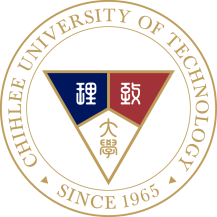 CHIHLEE UNIVERSITY OF TECHNOLOGY
理致
大學
SINCE 1965